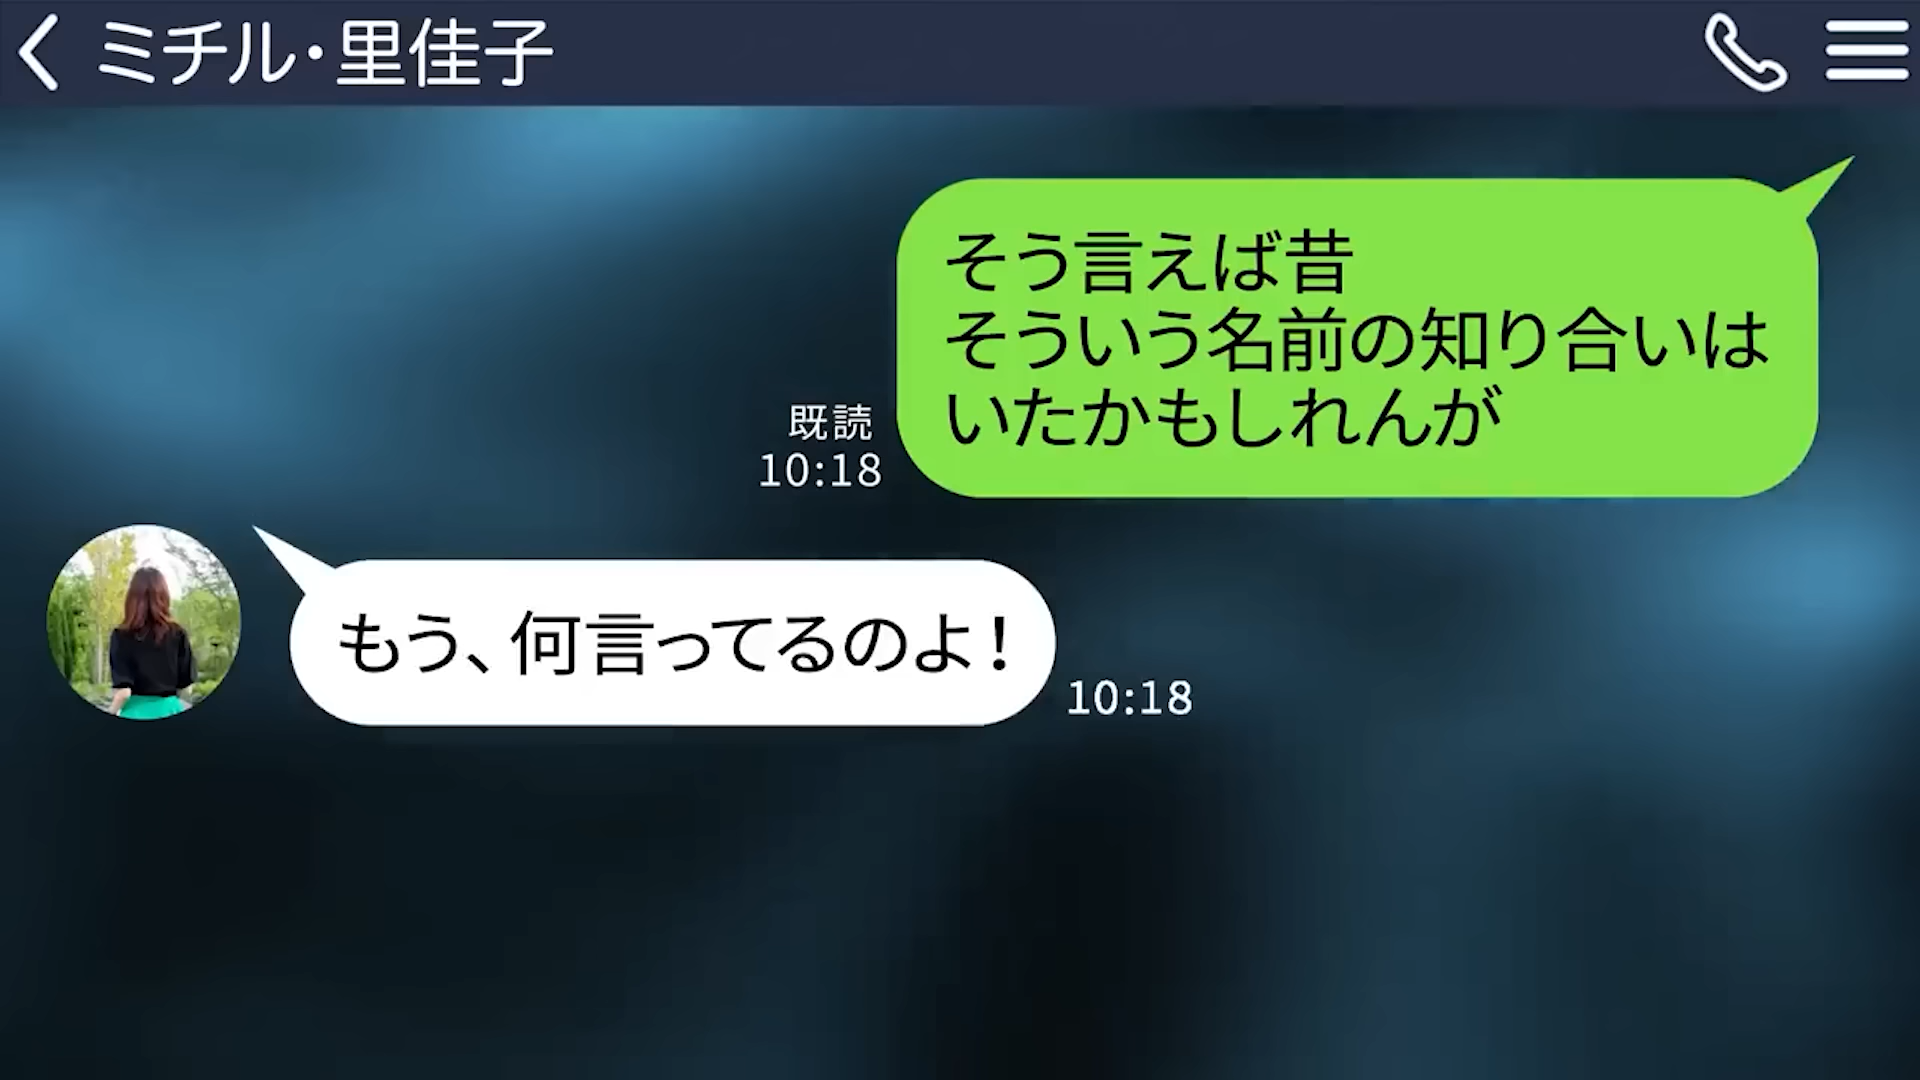 ミチル・里佳子
そう言えば昔
そういう名前の知り合いは
いたかもしれんが
既読
10:18
もう、何言ってるのよ！
10:18